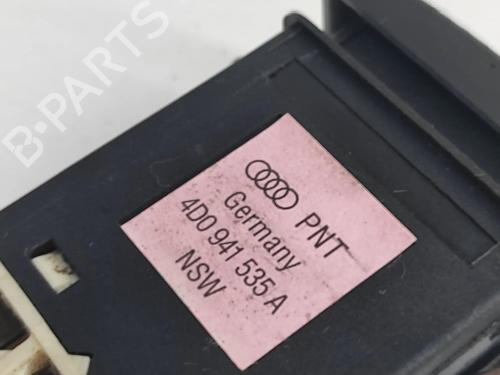 B-PARTS
PNT
Germany
4D0 941 535 A
NSW